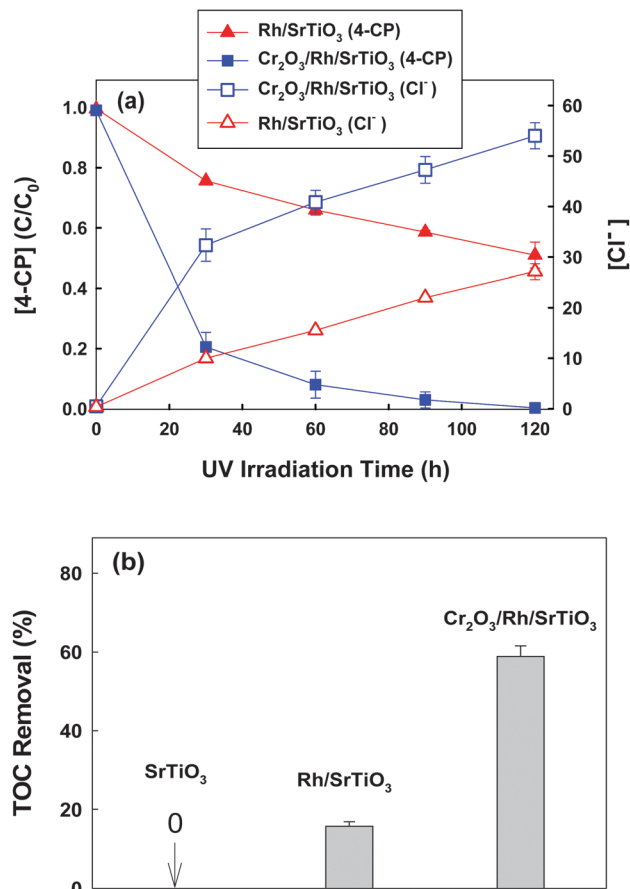 Rh/SrTiO₃ (4-CP)
Cr₂O₃/Rh/SrTiO₃ (4-CP)
Cr₂O₃/Rh/SrTiO₃ (Cl⁻)
Rh/SrTiO₃ (Cl⁻)
(a)
[4-CP] (C/C₀)
1.0
0.8
0.6
0.4
0.2
0.0
[Cl⁻]
60
50
40
30
20
10
0
0 20 40 60 80 100 120
UV Irradiation Time (h)
(b)
TOC Removal (%)
80
60
40
20
0
SrTiO₃
0
Rh/SrTiO₃
Cr₂O₃/Rh/SrTiO₃